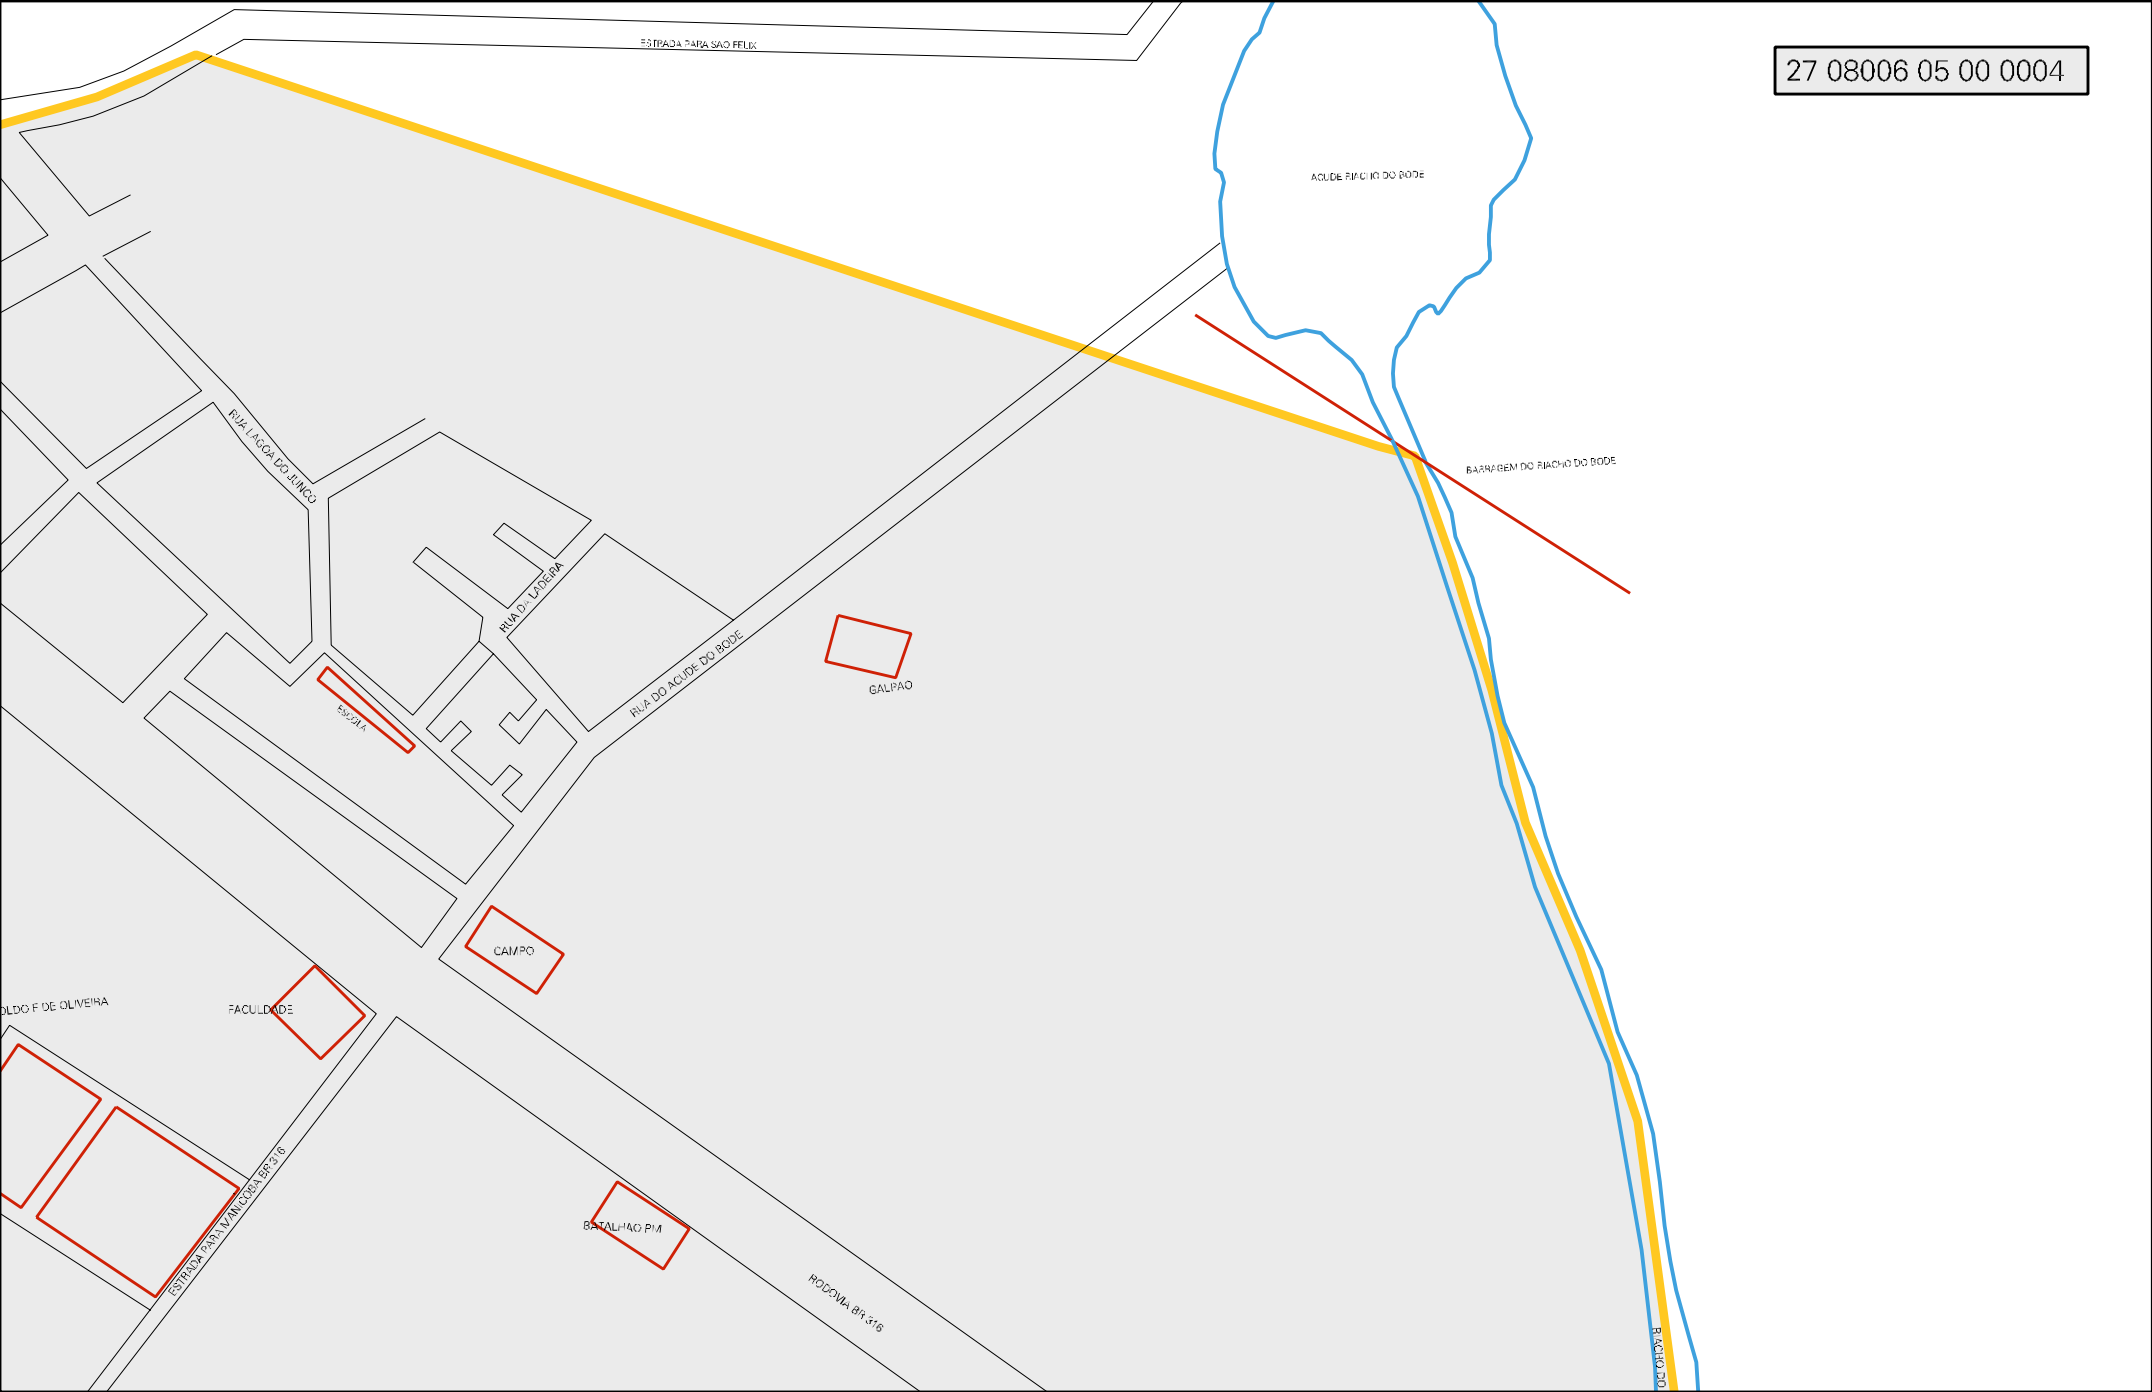 ESTRADA PARA SAO FELIX
27 08006 05 00 0004
ACUDE RIACHO DO BODE
RUA LAGOA DO JUNCO
BARRAGEM DO RIACHO DO BODE
RUA DA LADEIRA
RUA DO ACUDE DO BODE
GALPAO
ESCOLA
CAMPO
OLDO F DE OLIVEIRA
FACULDADE
ESTRADA PARA MANICOBA BR 316
BATALHAO PM
RODOVIA BR 316
RIACHO DO